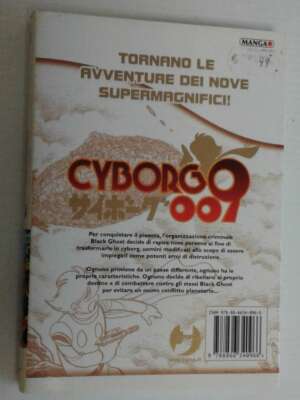 MANGA
TORNANO LE
AVVENTURE DEI NOVE
SUPERMAGNIFICI!
CYBORG
サイボーグ 009
Per conquistare il pianeta, l'organizzazione criminale
Black Ghost decide di rapire nove persone al fine di
trasformarle in cyborg, uomini modificati allo scopo di essere
impiegati come potenti armi di distruzione.
Ognuno proviene da un paese differente, ognuno ha le
proprie caratteristiche. Ognuno decide di ribellarsi al proprio
destino e di combattere contro gli stessi Black Ghost
per evitare un nuovo conflitto planetario...